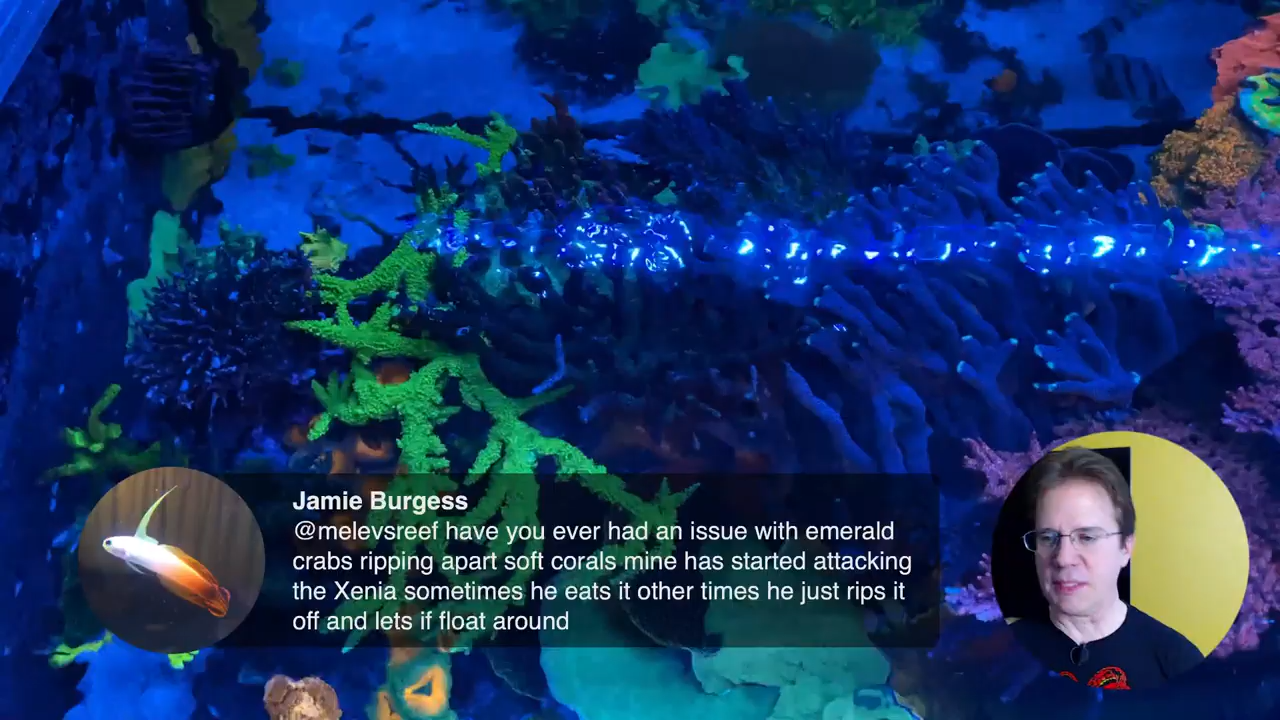 Jamie Burgess
@melevsreef have you ever had an issue with emerald
crabs ripping apart soft corals mine has started attacking
the Xenia sometimes he eats it other times he just rips it
off and lets if float around